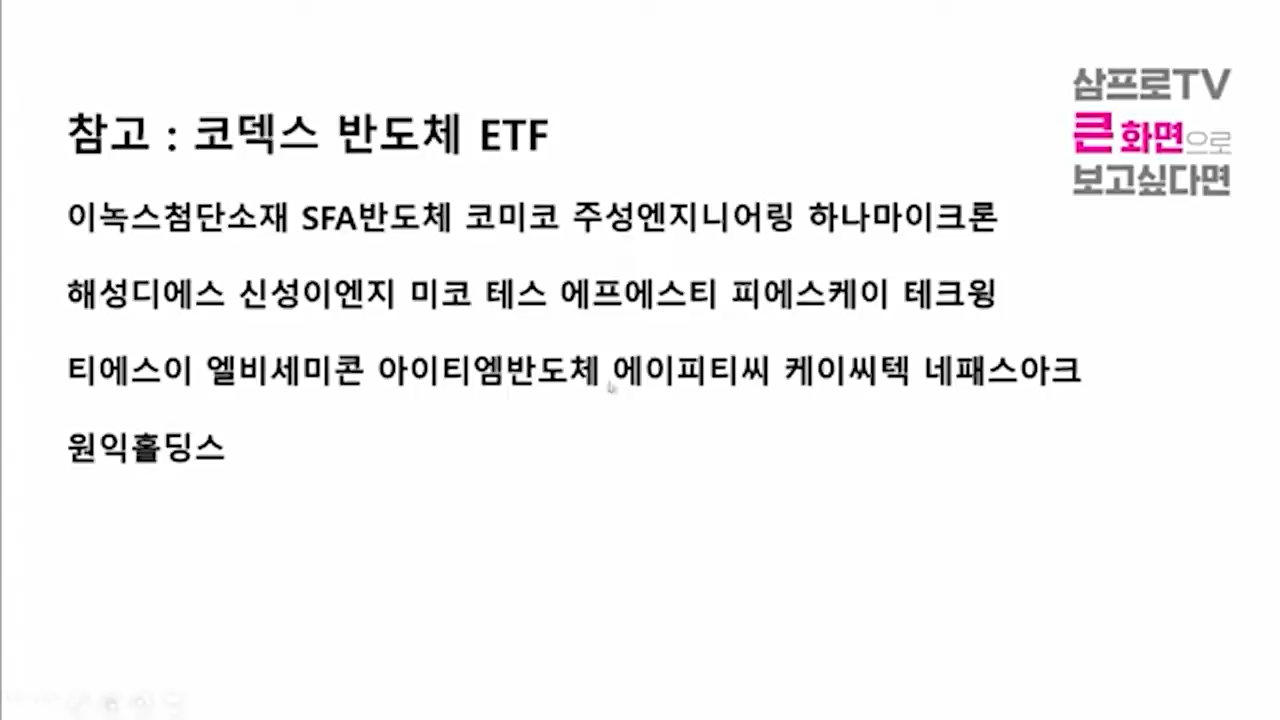 참고 : 코덱스 반도체 ETF
이녹스첨단소재 SFA반도체 코미코 주성엔지니어링 하나마이크론
해성디에스 신성이엔지 미코 테스 에프에스티 피에스케이 테크윙
티에스이 엘비세미콘 아이티엠반도체 에이피티씨 케이씨텍 네패스아크
원익홀딩스
삼프로TV
큰 화면으로
보고싶다면